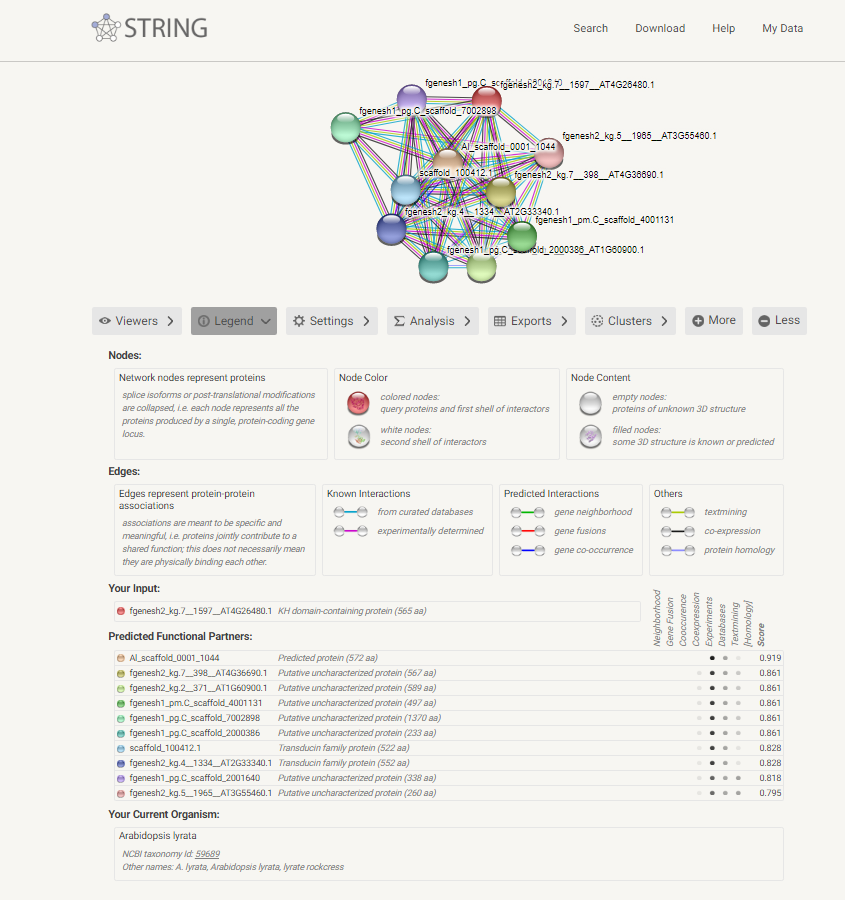 STRING
Search Download Help My Data
fgenesh1_pg.C_
fgenesh2_kg.7__1597__AT4G26480.1
fgenesh1_pg.C_scaffold_7002898
fgenesh2_kg.5__1965__AT3G55460.1
Al_scaffold_0001_1044
scaffold_100412.1
fgenesh2_kg.7__398__AT4G36690.1
fgenesh2_kg.4__1334__AT2G33340.1
fgenesh1_pm.C_scaffold_4001131
fgenesh1_pg.C_scaffold_2000386_AT1G60900.1
Viewers Legend Settings Analysis Exports Clusters More Less
Nodes:
Network nodes represent proteins
splice isoforms or post-translational modifications
are collapsed, i.e. each node represents all the
proteins produced by a single, protein-coding gene
locus.
Node Color
colored nodes:
query proteins and first shell of interactors
white nodes:
second shell of interactors
Node Content
empty nodes:
proteins of unknown 3D structure
filled nodes:
some 3D structure is known or predicted
Edges:
Edges represent protein-protein
associations
associations are meant to be specific and
meaningful, i.e. proteins jointly contribute to a
shared function; this does not necessarily mean
they are physically binding each other.
Known Interactions
from curated databases
experimentally determined
Predicted Interactions
gene neighborhood
gene fusions
gene co-occurrence
Others
textmining
co-expression
protein homology
Your Input:
fgenesh2_kg.7__1597__AT4G26480.1 KH domain-containing protein (565 aa)
Neighborhood
Gene Fusion
Cooccurence
Coexpression
Experiments
Databases
Textmining
[Homology]
Score
Predicted Functional Partners:
Al_scaffold_0001_1044 Predicted protein (572 aa) 0.919
fgenesh2_kg.7__398__AT4G36690.1 Putative uncharacterized protein (567 aa) 0.861
fgenesh2_kg.2__371__AT1G60900.1 Putative uncharacterized protein (589 aa) 0.861
fgenesh1_pm.C_scaffold_4001131 Putative uncharacterized protein (497 aa) 0.861
fgenesh1_pg.C_scaffold_7002898 Putative uncharacterized protein (1370 aa) 0.861
fgenesh1_pg.C_scaffold_2000386 Putative uncharacterized protein (233 aa) 0.861
scaffold_100412.1 Transducin family protein (522 aa) 0.828
fgenesh2_kg.4__1334__AT2G33340.1 Transducin family protein (552 aa) 0.828
fgenesh1_pg.C_scaffold_2001640 Putative uncharacterized protein (338 aa) 0.818
fgenesh2_kg.5__1965__AT3G55460.1 Putative uncharacterized protein (260 aa) 0.795
Your Current Organism:
Arabidopsis lyrata
NCBI taxonomy Id: 59689
Other names: A. lyrata, Arabidopsis lyrata, lyrate rockcress